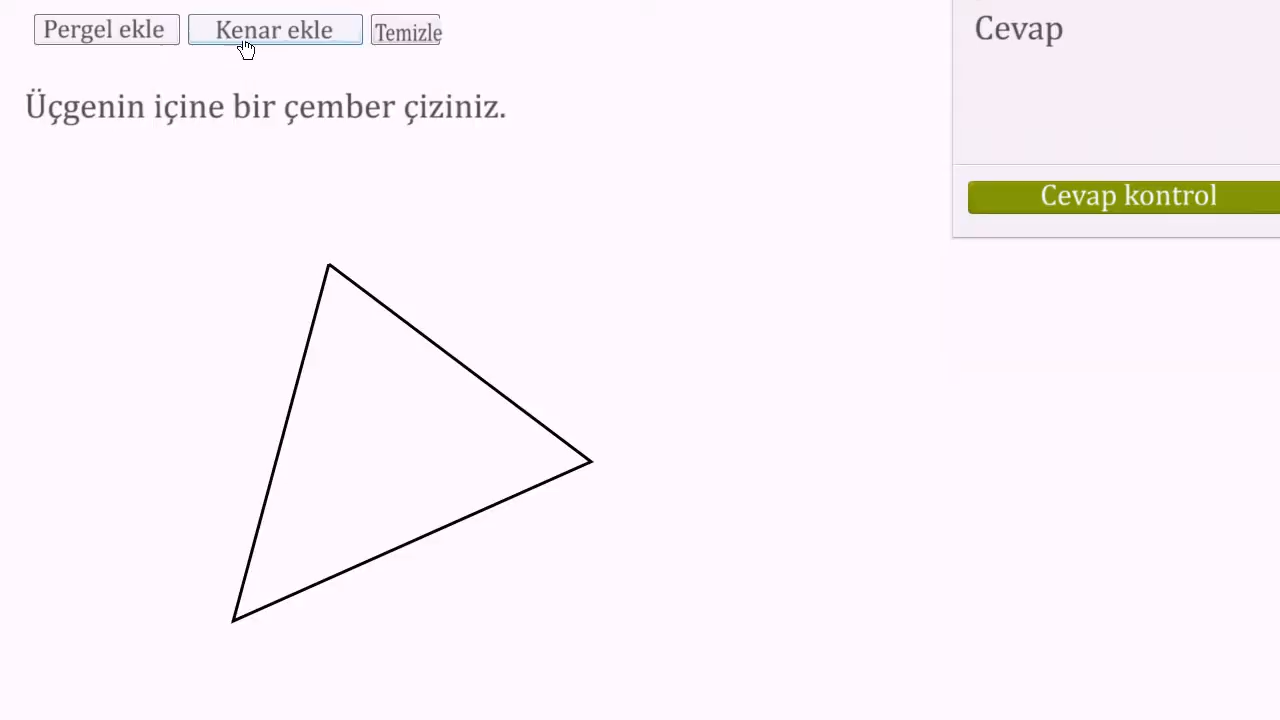 Pergel ekle Kenar ekle Temizle
Cevap
Üçgenin içine bir çember çiziniz.
Cevap kontrol